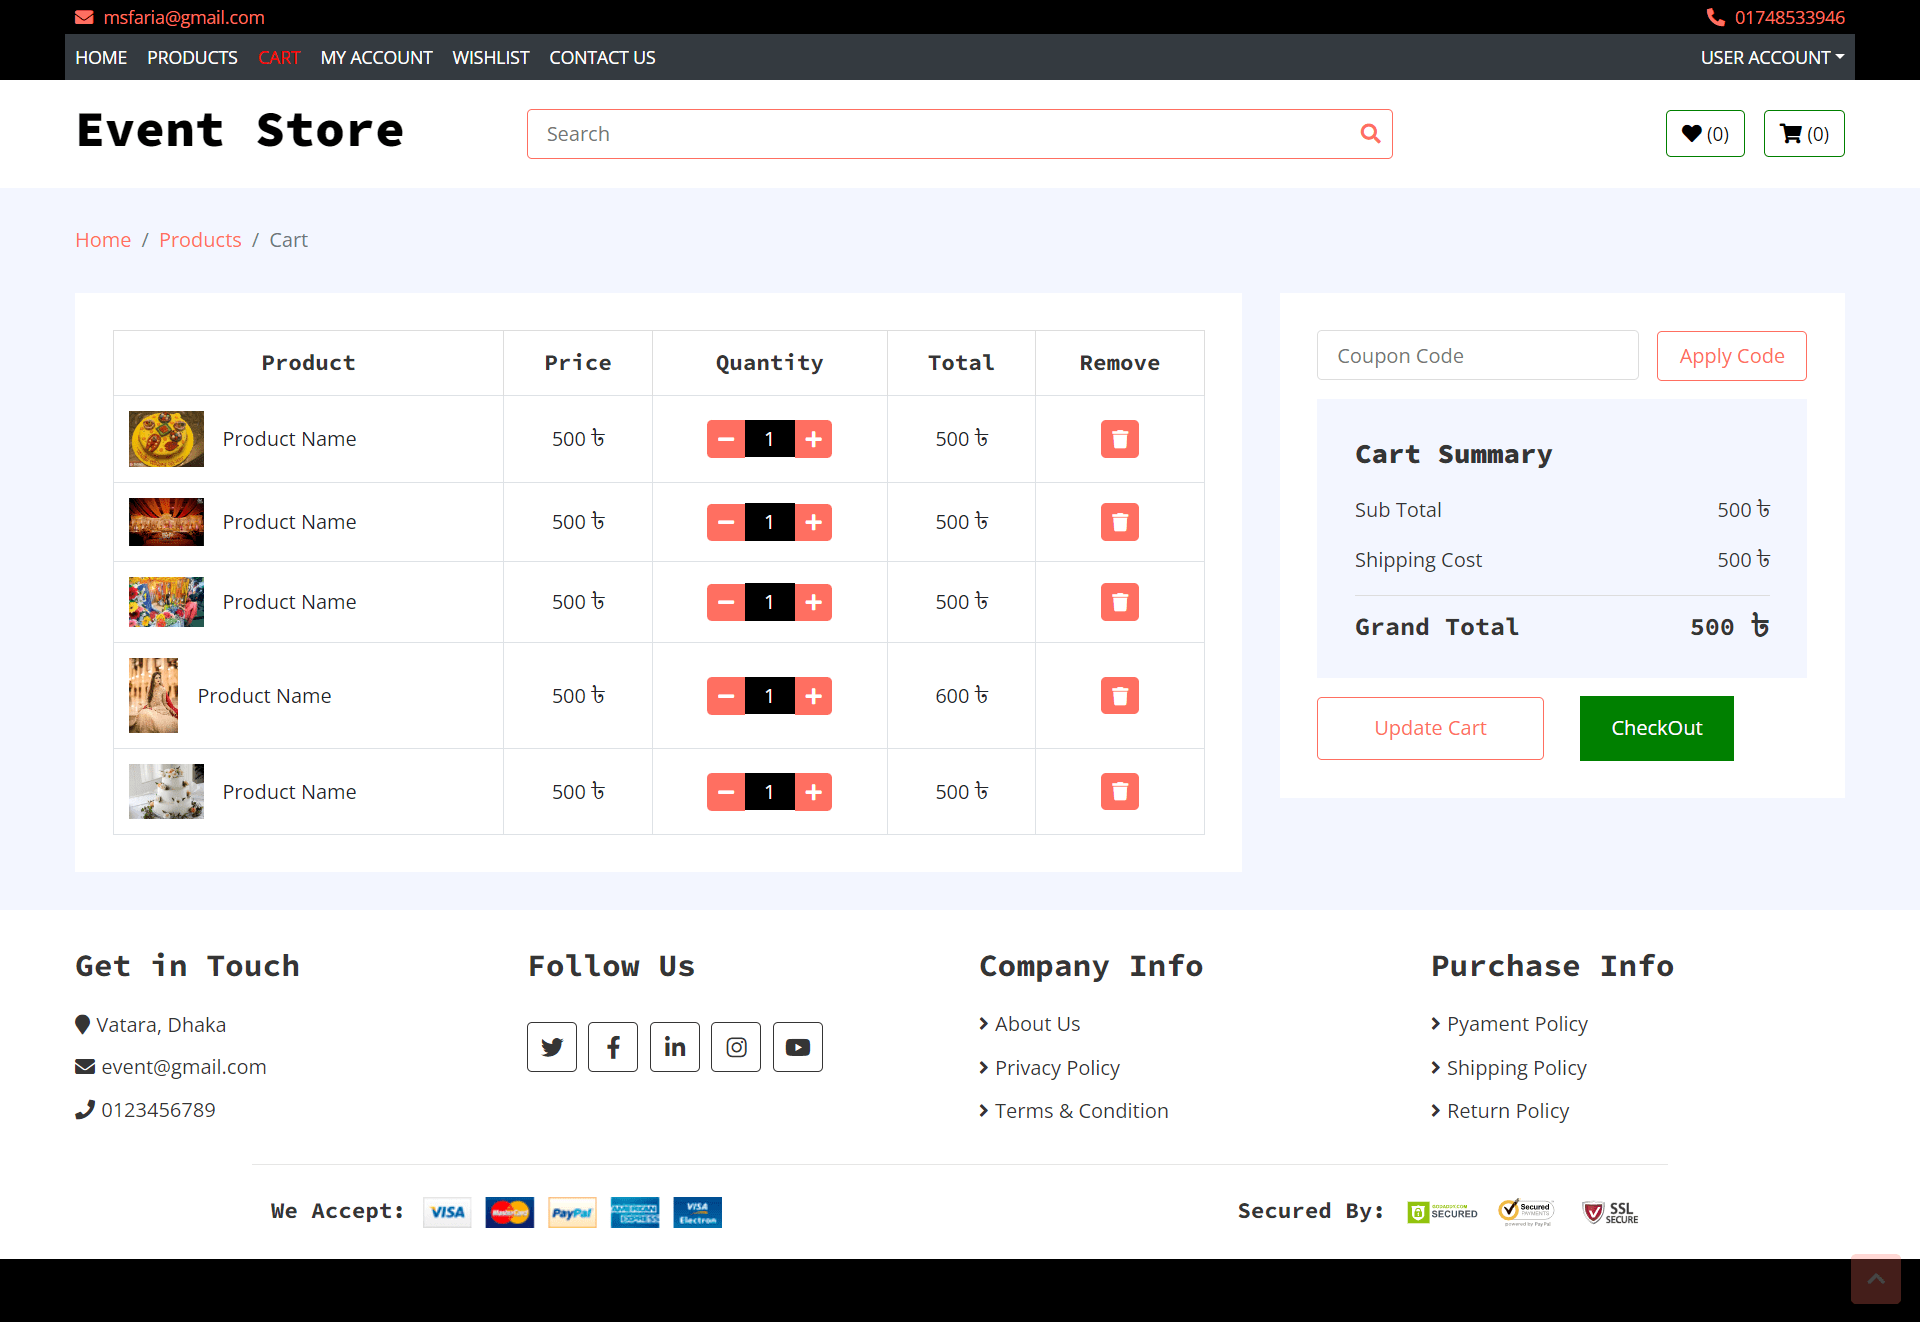 msfaria@gmail.com 01748533946
HOME PRODUCTS CART MY ACCOUNT WISHLIST CONTACT US USER ACCOUNT
Event Store Search (0) (0)
Home / Products / Cart
Product Price Quantity Total Remove
Product Name 500 ৳ 1 500 ৳
Product Name 500 ৳ 1 500 ৳
Product Name 500 ৳ 1 500 ৳
Product Name 500 ৳ 1 600 ৳
Product Name 500 ৳ 1 500 ৳
Coupon Code Apply Code
Cart Summary
Sub Total 500 ৳
Shipping Cost 500 ৳
Grand Total 500 ৳
Update Cart CheckOut
Get in Touch
Vatara, Dhaka
event@gmail.com
0123456789
Follow Us
Company Info
About Us
Privacy Policy
Terms & Condition
Purchase Info
Pyament Policy
Shipping Policy
Return Policy
We Accept: VISA MasterCard PayPal AMERICAN EXPRESS VISA Electron
Secured By: SECURED Secured PAYMENTS powered by PayPal SSL SECURE